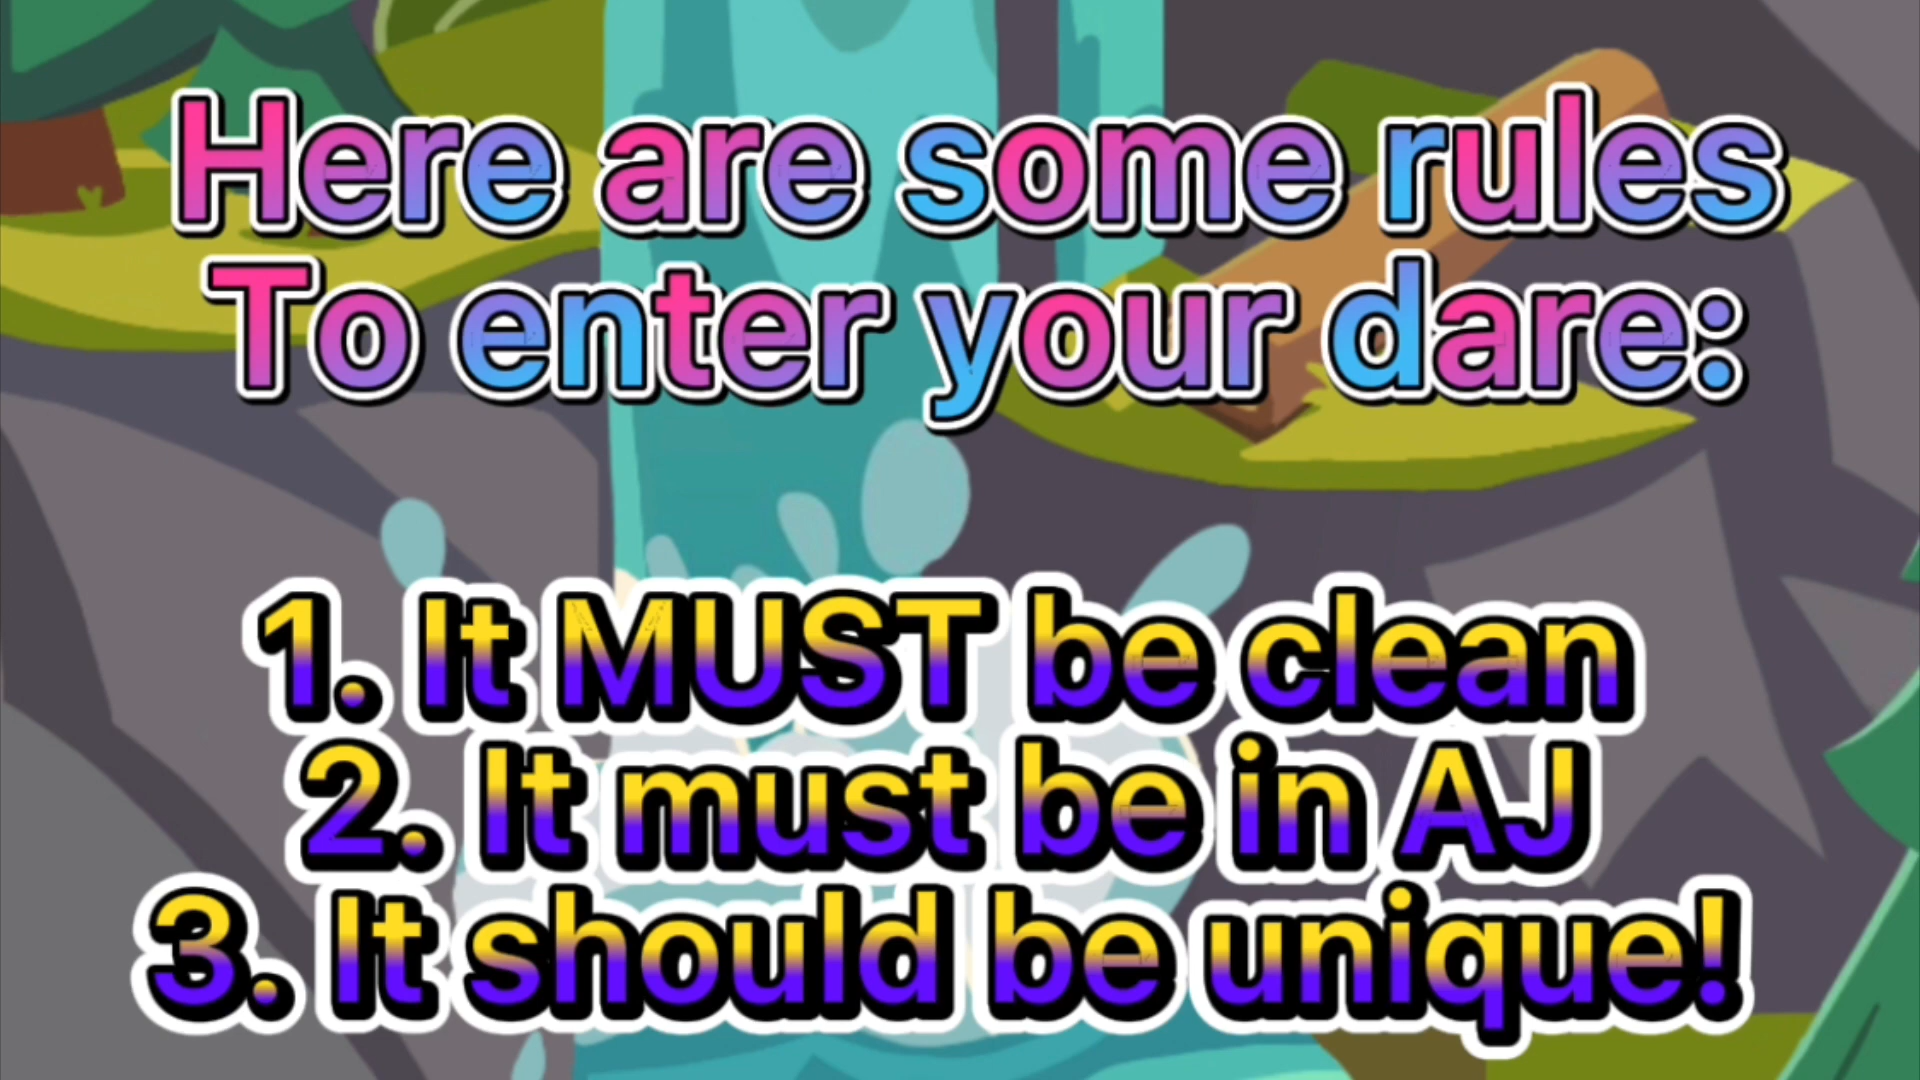 Here are some rules
To enter your dare:
1. It MUST be clean
2. It must be in AJ
3. It should be unique!